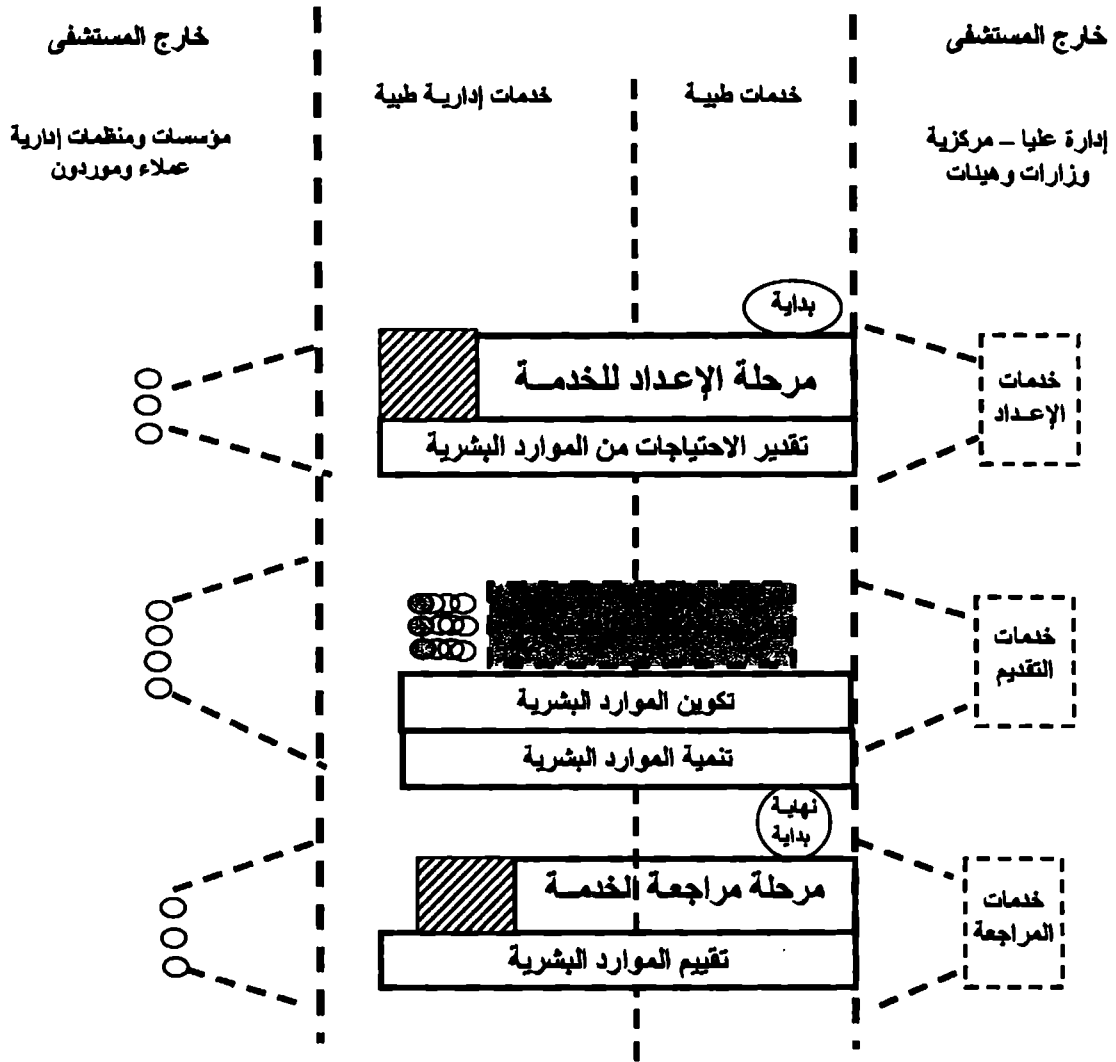 خارج المستشفى
إدارة عليا – مركزية
وزارات وهيئات
خدمات طبية
خدمات إدارية طبية
خارج المستشفى
مؤسسات ومنظمات إدارية
عملاء وموردون
بداية
مرحلة الإعداد للخدمة
تقدير الاحتياجات من الموارد البشرية
خدمات
الإعداد
تكوين الموارد البشرية
تنمية الموارد البشرية
خدمات
التقديم
نهاية
بداية
مرحلة مراجعة الخدمة
تقييم الموارد البشرية
خدمات
المراجعة